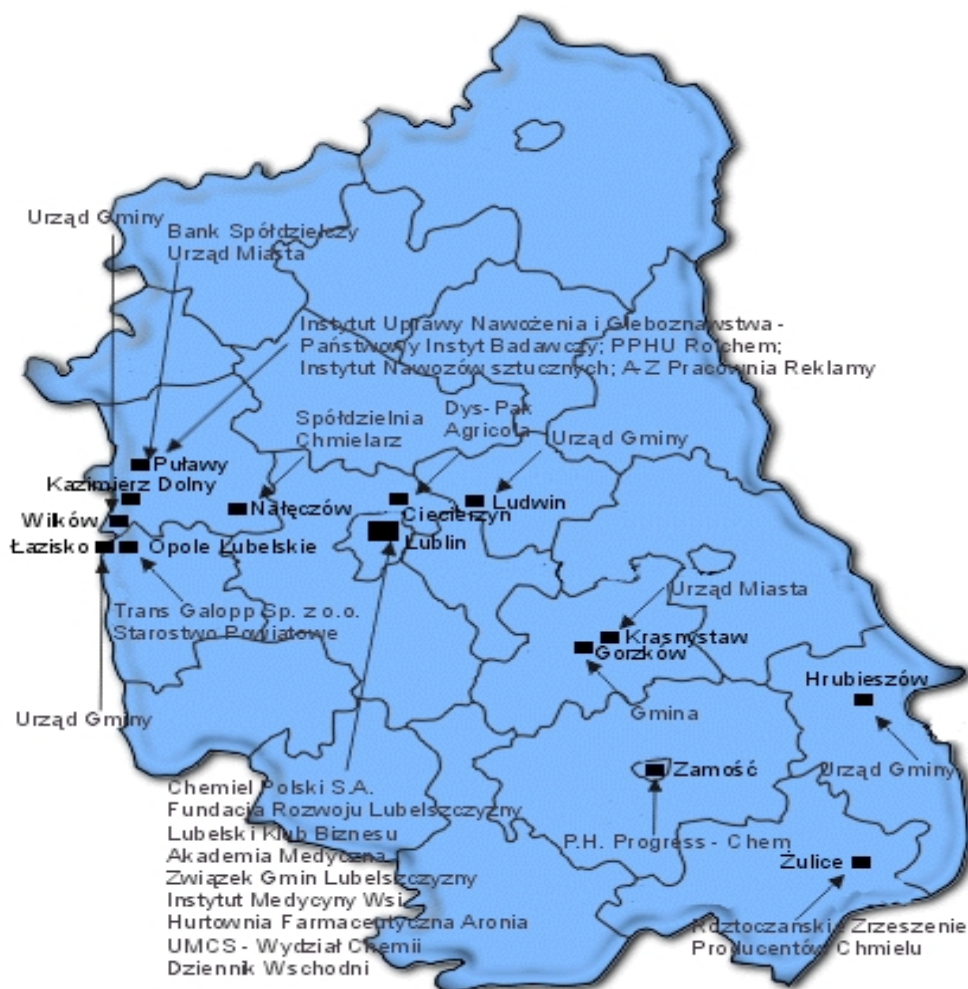 Urząd Gminy
Bank Spółdzielczy
Urząd Miasta
Instytut Uprawy Nawożenia i Gleboznawstwa -
Państwowy Instyt Badawczy; PPHU Rolchem;
Instytut Nawozów sztucznych; A-Z Pracownia Reklamy
Spółdzielnia
Chmielarz
Dys-Pak
Agricola
Urząd Gminy
Puławy
Kazimierz Dolny
Nałęczów
Ciecierzyn
Ludwin
Wików
Lublin
Łazisko
Opole Lubelskie
Trans Galopp Sp. z o.o.
Starostwo Powiatowe
Urząd Miasta
Krasnystaw
Gorzków
Hrubieszów
Urząd Gminy
Gmina
Zamość
Urząd Gminy
Chemiel Polski S.A.
Fundacja Rozwoju Lubelszczyzny
Lubelski Klub Biznesu
Akademia Medyczna
Związek Gmin Lubelszczyzny
Instytut Medycyny Wsi
Hurtownia Farmaceutyczna Aronia
UMCS - Wydział Chemii
Dziennik Wschodni
P.H. Progress - Chem
Żulice
Roztoczańskie Zrzeszenie
Producentów Chmielu